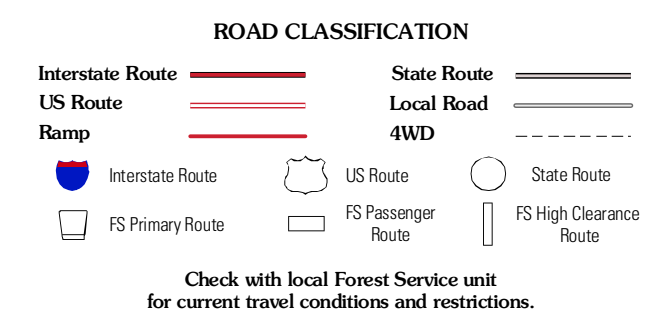 ROAD CLASSIFICATION
Interstate Route
State Route
US Route
Local Road
Ramp
4WD
Interstate Route
US Route
State Route
FS Primary Route
FS Passenger
Route
FS High Clearance
Route
Check with local Forest Service unit
for current travel conditions and restrictions.